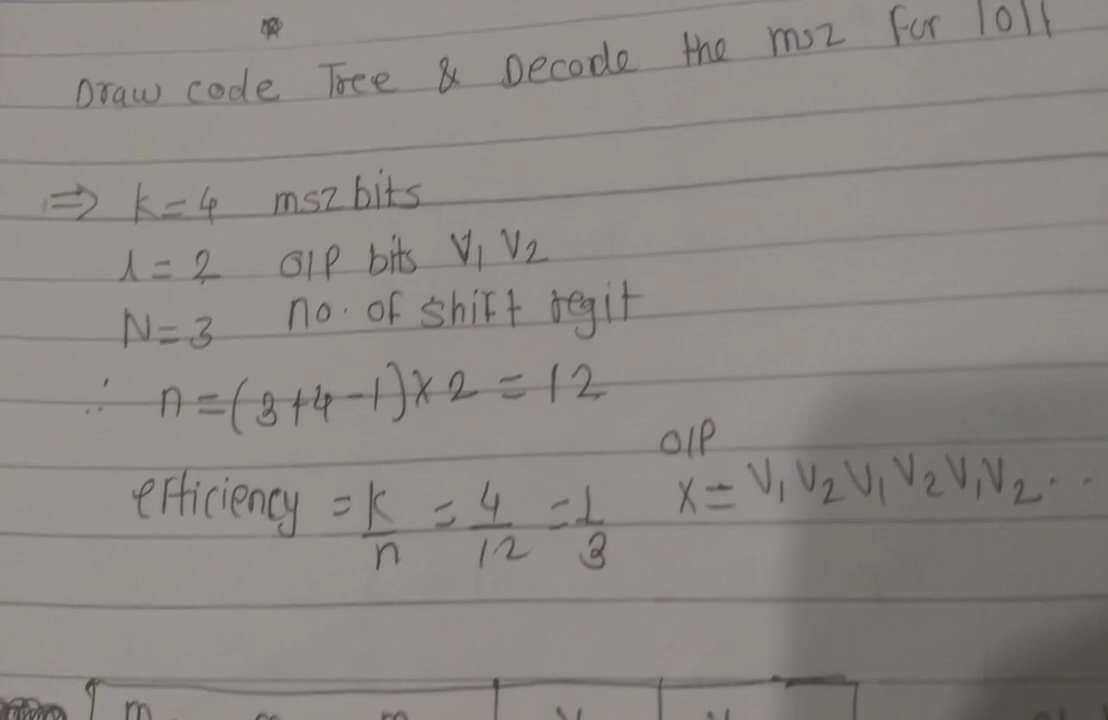 Draw code Tree & Decode the msz for 1011
⇒ k=4 msz bits
λ=2 O/P bits V₁ V₂
N=3 no. of shift regit
∴ n=(3+4-1)×2=12
O/P
efficiency = k/n = 4/12 = 1/3 X= V₁ V₂ V₁ V₂ V₁ V₂...